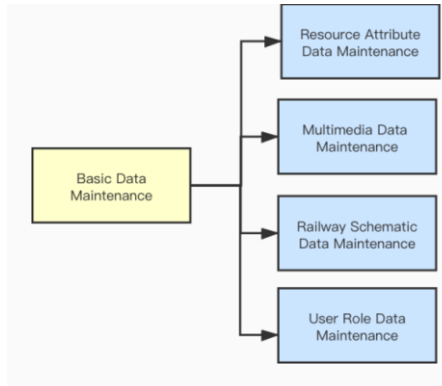 Resource Attribute
Data Maintenance
Multimedia Data
Maintenance
Basic Data
Maintenance
Railway Schematic
Data Maintenance
User Role Data
Maintenance